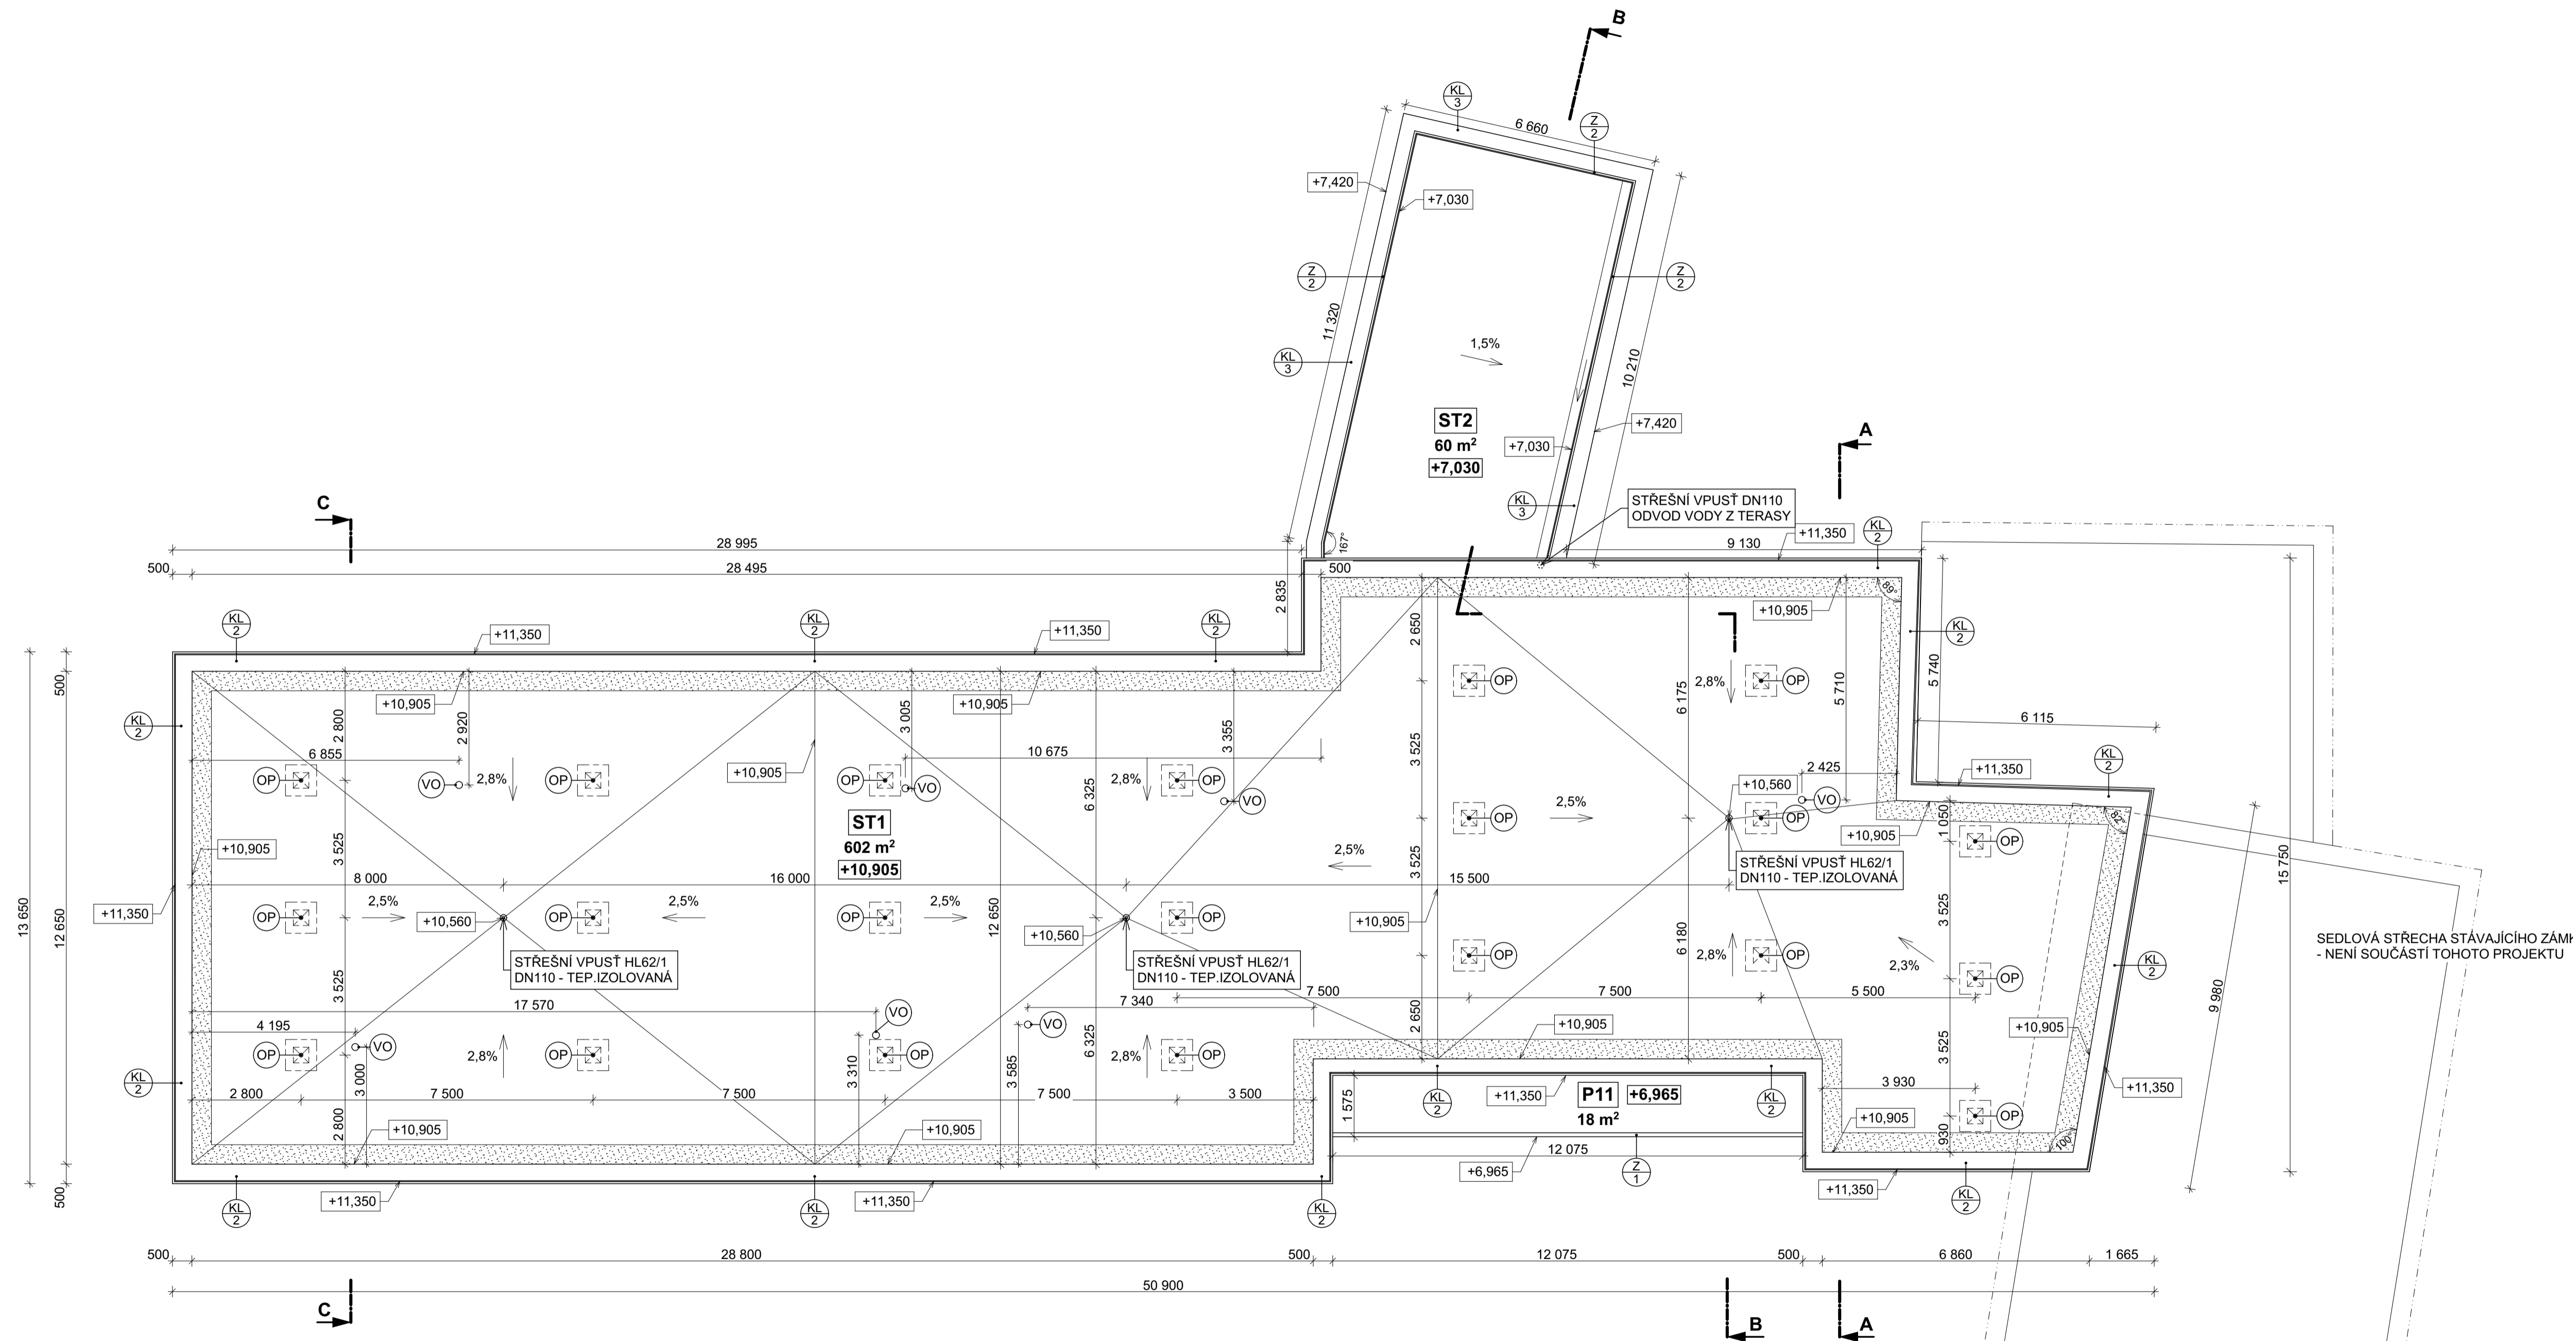 B
KL
3
6 660
Z
2
+7,420
+7,030
Z
2
Z
2
11 320
KL
3
1,5%
10 210
ST2
60 m²
+7,030
+7,420
+7,030
A
KL
3
STŘEŠNÍ VPUSŤ DN110
ODVOD VODY Z TERASY
C
28 995
167°
9 130
+11,350
KL
2
500
28 495
500
2 835
89°
+10,905
KL
2
KL
2
KL
2
KL
2
+11,350
+11,350
500
+10,905
+10,905
2 650
6 175
2,8%
5 710
5 740
KL
2
2 800
2 920
3 005
3 355
OP
OP
6 115
6 855
10 675
+10,905
3 525
KL
2
+11,350
OP
VO
2,8%
OP
OP
VO
2,8%
OP
VO
6 325
2 425
+10,560
VO
OP
OP
2,5%
82°
1 050
+10,905
OP
ST1
602 m²
+10,905
+10,905
3 525
8 000
16 000
15 500
2,5%
3 525
STŘEŠNÍ VPUSŤ HL62/1
DN110 - TEP.IZOLOVANÁ
13 650
12 650
+11,350
OP
2,5%
+10,560
OP
2,5%
OP
2,5%
12 650
+10,560
OP
+10,905
6 180
3 525
15 750
SEDLOVÁ STŘECHA STÁVAJÍCÍHO ZÁM
- NENÍ SOUČÁSTÍ TOHOTO PROJEKTU
STŘEŠNÍ VPUSŤ HL62/1
DN110 - TEP.IZOLOVANÁ
STŘEŠNÍ VPUSŤ HL62/1
DN110 - TEP.IZOLOVANÁ
OP
2,8%
OP
2,3%
OP
KL
2
3 525
17 570
7 340
7 500
7 500
5 500
9 980
4 195
VO
VO
2 650
+10,905
+10,905
OP
VO
2,8%
OP
3 310
OP
3 585
6 325
2,8%
OP
3 525
KL
2
3 000
2 800
7 500
7 500
7 500
3 500
1 575
KL
2
+11,350
P11
+6,965
18 m²
KL
2
3 930
+11,350
2 800
+10,905
+10,905
+10,905
OP
930
100°
12 075
+6,965
Z
1
500
KL
2
+11,350
KL
2
+11,350
KL
2
+11,350
KL
2
500
28 800
500
12 075
500
6 860
1 665
50 900
C
B
A